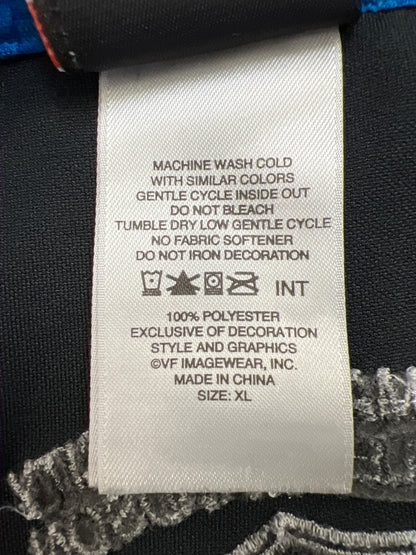 MACHINE WASH COLD
WITH SIMILAR COLORS
GENTLE CYCLE INSIDE OUT
DO NOT BLEACH
TUMBLE DRY LOW GENTLE CYCLE
NO FABRIC SOFTENER
DO NOT IRON DECORATION
INT
100% POLYESTER
EXCLUSIVE OF DECORATION
STYLE AND GRAPHICS
©VF IMAGEWEAR, INC.
MADE IN CHINA
SIZE: XL